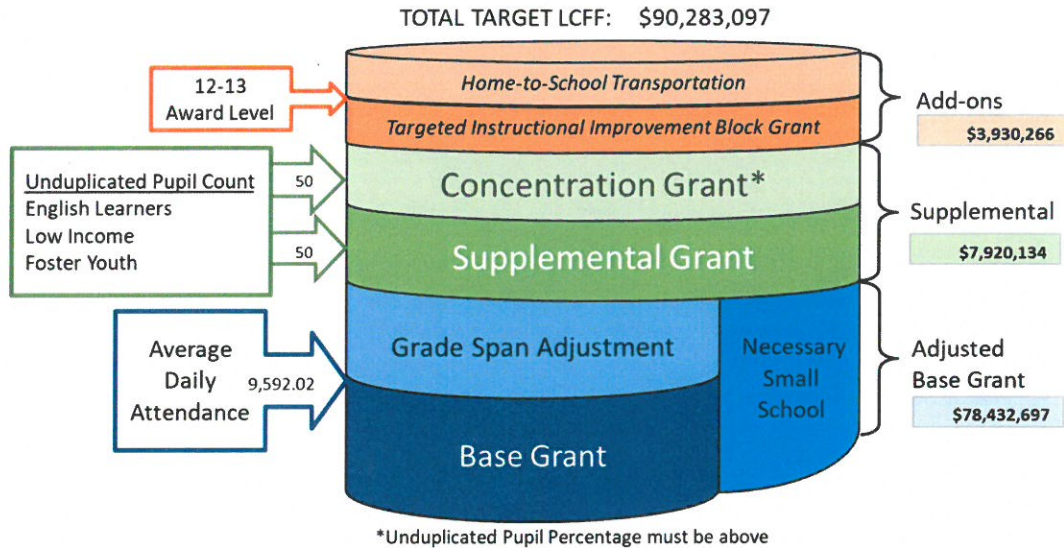 TOTAL TARGET LCFF: $90,283,097
12-13
Award Level
Home-to-School Transportation
Targeted Instructional Improvement Block Grant
Add-ons
$3,930,266
Unduplicated Pupil Count
English Learners
Low Income
Foster Youth
50
50
Concentration Grant*
Supplemental Grant
Supplemental
$7,920,134
Average
Daily
Attendance
9,592.02
Grade Span Adjustment
Base Grant
Necessary
Small
School
Adjusted
Base Grant
$78,432,697
*Unduplicated Pupil Percentage must be above